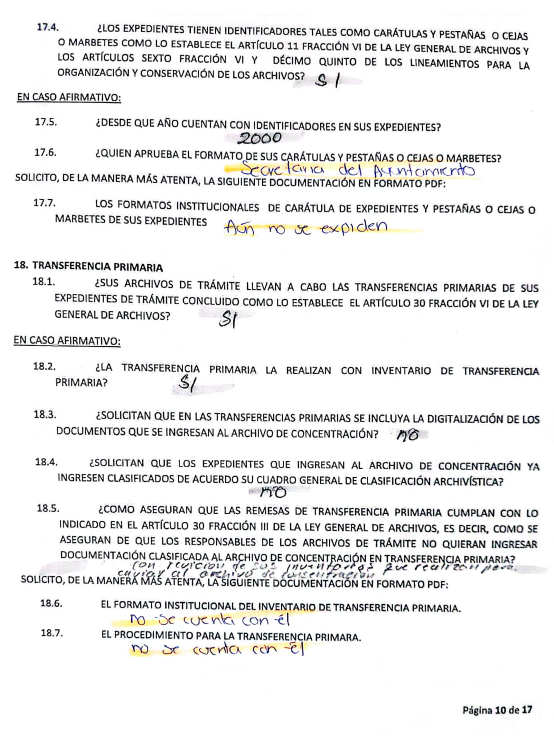 17.4. ¿LOS EXPEDIENTES TIENEN IDENTIFICADORES TALES COMO CARÁTULAS Y PESTAÑAS O CEJAS
O MARBETES COMO LO ESTABLECE EL ARTÍCULO 11 FRACCIÓN VI DE LA LEY GENERAL DE ARCHIVOS Y
LOS ARTÍCULOS SEXTO FRACCIÓN VI Y DÉCIMO QUINTO DE LOS LINEAMIENTOS PARA LA
ORGANIZACIÓN Y CONSERVACIÓN DE LOS ARCHIVOS? SI
EN CASO AFIRMATIVO:
17.5. ¿DESDE QUE AÑO CUENTAN CON IDENTIFICADORES EN SUS EXPEDIENTES?
2000
17.6. ¿QUIEN APRUEBA EL FORMATO DE SUS CARÁTULAS Y PESTAÑAS O CEJAS O MARBETES?
Secretaria del Ayuntamiento
SOLICITO, DE LA MANERA MÁS ATENTA, LA SIGUIENTE DOCUMENTACIÓN EN FORMATO PDF:
17.7. LOS FORMATOS INSTITUCIONALES DE CARÁTULA DE EXPEDIENTES Y PESTAÑAS O CEJAS O
MARBETES DE SUS EXPEDIENTES Aún no se expiden
18. TRANSFERENCIA PRIMARIA
18.1. ¿SUS ARCHIVOS DE TRÁMITE LLEVAN A CABO LAS TRANSFERENCIAS PRIMARIAS DE SUS
EXPEDIENTES DE TRÁMITE CONCLUIDO COMO LO ESTABLECE EL ARTÍCULO 30 FRACCIÓN VI DE LA LEY
GENERAL DE ARCHIVOS? SI
EN CASO AFIRMATIVO:
18.2. ¿LA TRANSFERENCIA PRIMARIA LA REALIZAN CON INVENTARIO DE TRANSFERENCIA
PRIMARIA? SI
18.3. ¿SOLICITAN QUE EN LAS TRANSFERENCIAS PRIMARIAS SE INCLUYA LA DIGITALIZACIÓN DE LOS
DOCUMENTOS QUE SE INGRESAN AL ARCHIVO DE CONCENTRACIÓN? no
18.4. ¿SOLICITAN QUE LOS EXPEDIENTES QUE INGRESAN AL ARCHIVO DE CONCENTRACIÓN YA
INGRESEN CLASIFICADOS DE ACUERDO SU CUADRO GENERAL DE CLASIFICACIÓN ARCHIVÍSTICA?
no
18.5. ¿COMO ASEGURAN QUE LAS REMESAS DE TRANSFERENCIA PRIMARIA CUMPLAN CON LO
INDICADO EN EL ARTÍCULO 30 FRACCIÓN III DE LA LEY GENERAL DE ARCHIVOS, ES DECIR, COMO SE
ASEGURAN DE QUE LOS RESPONSABLES DE LOS ARCHIVOS DE TRÁMITE NO QUIERAN INGRESAR
DOCUMENTACIÓN CLASIFICADA AL ARCHIVO DE CONCENTRACIÓN EN TRANSFERENCIA PRIMARIA?
con revicion de sus inventarios que realizan para
enviar al archivo de consentración
SOLICITO, DE LA MANERA MÁS ATENTA, LA SIGUIENTE DOCUMENTACIÓN EN FORMATO PDF:
18.6. EL FORMATO INSTITUCIONAL DEL INVENTARIO DE TRANSFERENCIA PRIMARIA.
no se cuenta con él
18.7. EL PROCEDIMIENTO PARA LA TRANSFERENCIA PRIMARA.
no se cuenta con él
Página 10 de 17